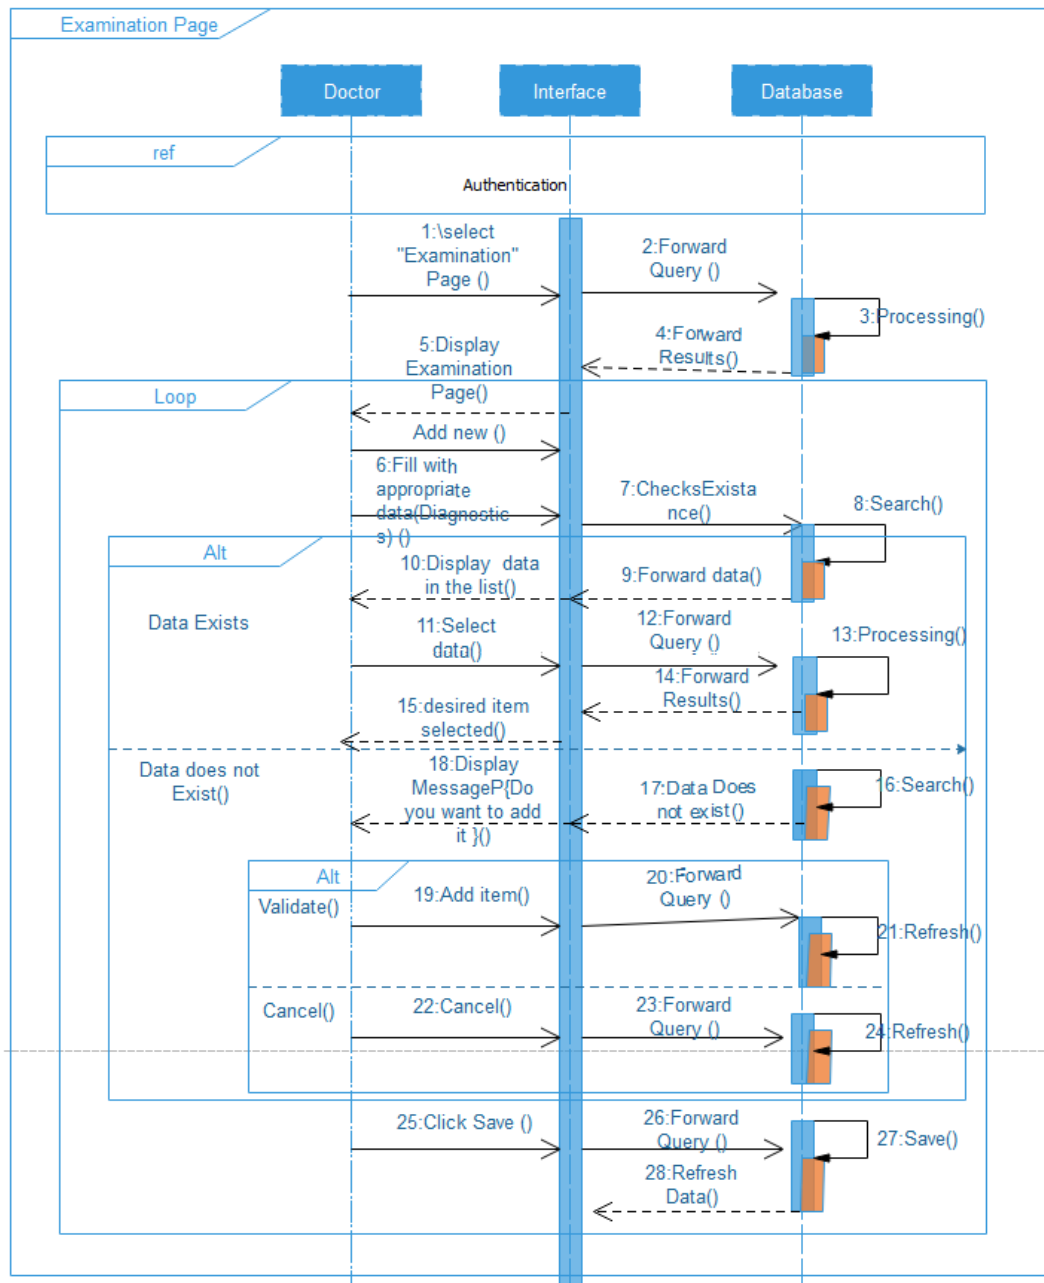 Examination Page
Doctor
Interface
Database
ref
Authentication
1:\select
"Examination"
Page ()
2:Forward
Query ()
3:Processing()
4:Forward
Results()
5:Display
Examination
Page()
Loop
Add new ()
6:Fill with
appropriate
data(Diagnostic
s) ()
7:ChecksExista
nce()
8:Search()
Alt
9:Forward data()
10:Display data
in the list()
Data Exists
11:Select
data()
12:Forward
Query ()
13:Processing()
14:Forward
Results()
15:desired item
selected()
Data does not
Exist()
16:Search()
17:Data Does
not exist()
18:Display
MessageP{Do
you want to add
it }()
Alt
Validate()
19:Add item()
20:Forward
Query ()
21:Refresh()
Cancel()
22:Cancel()
23:Forward
Query ()
24:Refresh()
25:Click Save ()
26:Forward
Query ()
27:Save()
28:Refresh
Data()